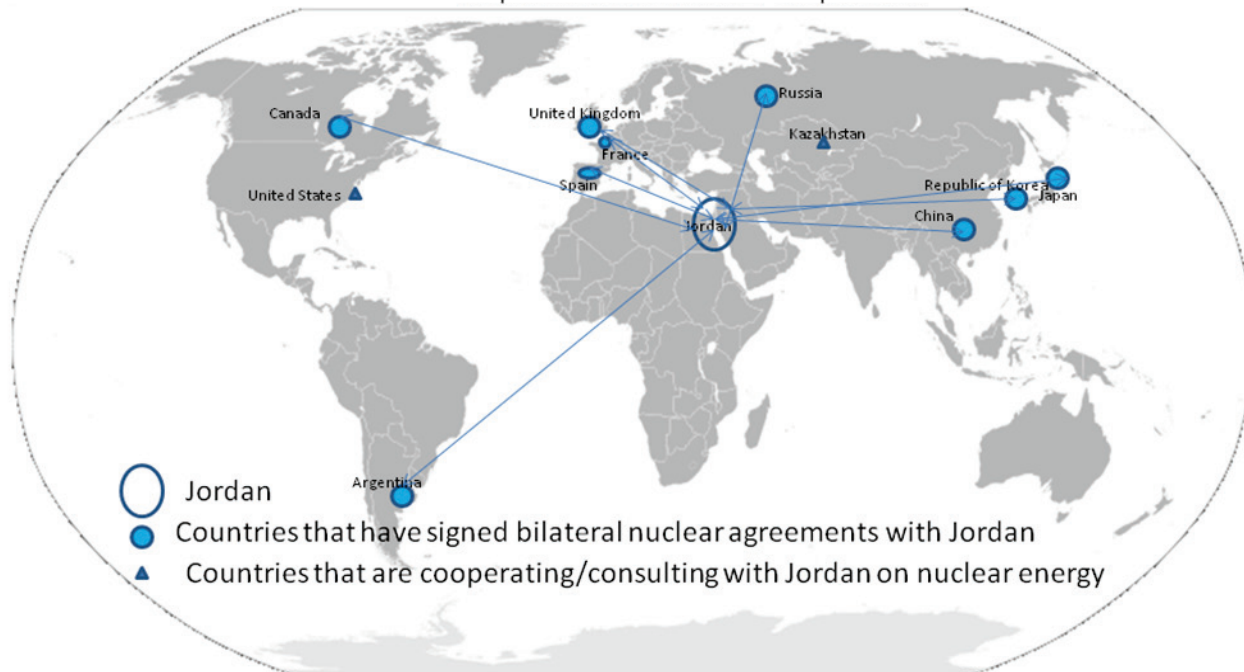 Russia
Canada
United Kingdom
Kazakhstan
France
Spain
United States
Republic of Korea
Japan
China
Jordan
Argentina
Jordan
Countries that have signed bilateral nuclear agreements with Jordan
Countries that are cooperating/consulting with Jordan on nuclear energy